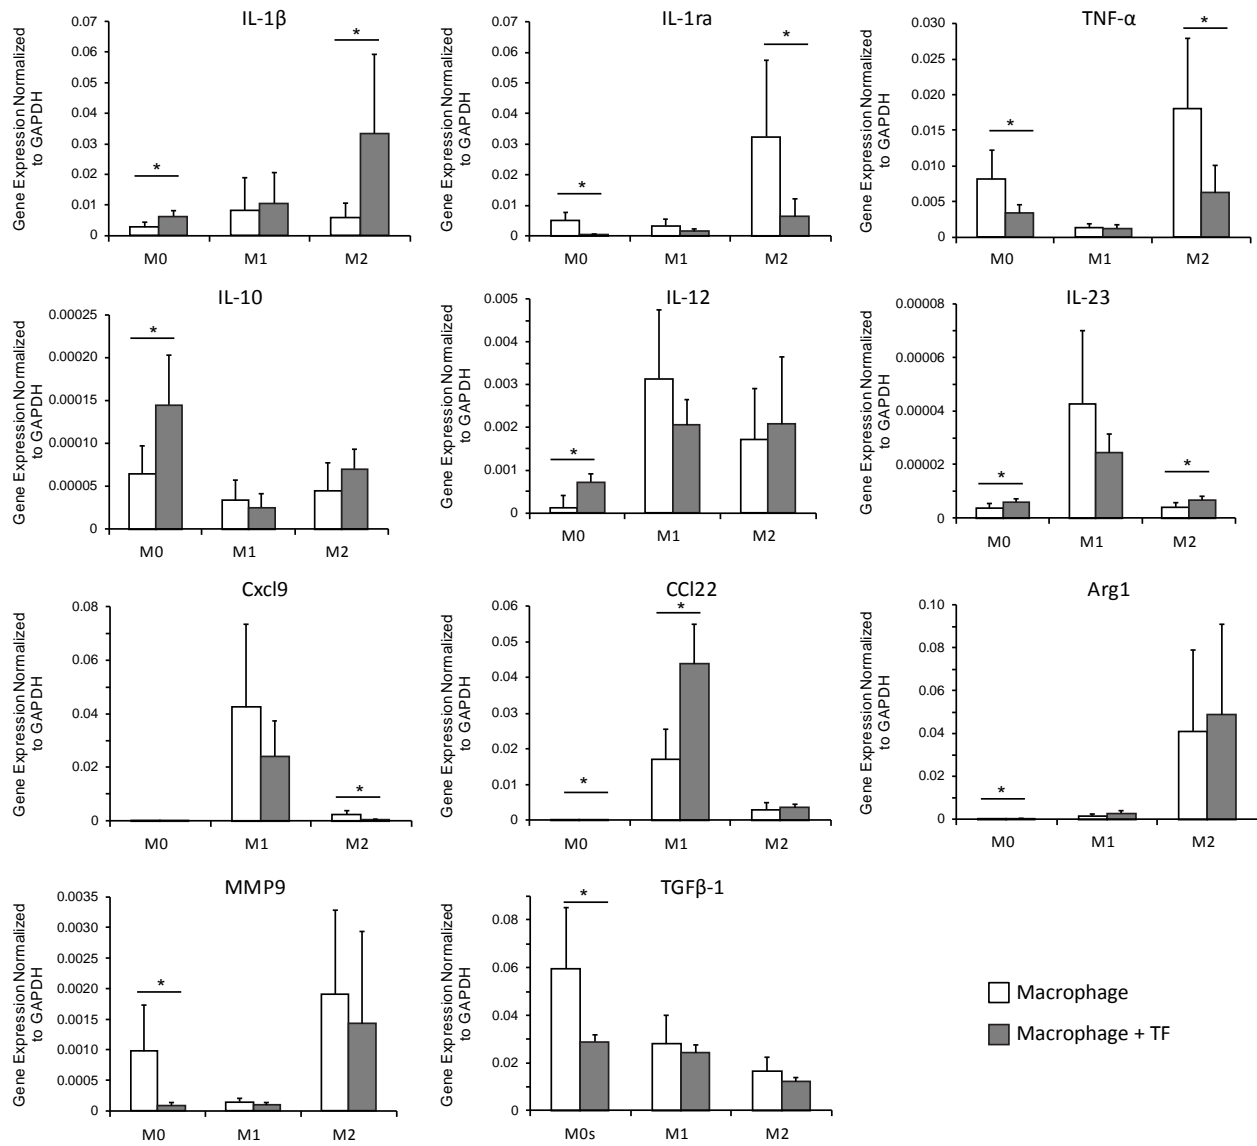 IL-1β
Gene Expression Normalized
to GAPDH
0.07
0.06
0.05
0.04
0.03
0.02
0.01
0
*
*
M0 M1 M2
IL-1ra
Gene Expression Normalized
to GAPDH
0.07
0.06
0.05
0.04
0.03
0.02
0.01
0
*
*
M0 M1 M2
TNF-α
Gene Expression Normalized
to GAPDH
0.030
0.025
0.020
0.015
0.010
0.005
0
*
*
M0 M1 M2
IL-10
Gene Expression Normalized
to GAPDH
0.00025
0.00020
0.00015
0.00010
0.00005
0
*
M0 M1 M2
IL-12
Gene Expression Normalized
to GAPDH
0.005
0.004
0.003
0.002
0.001
0
*
M0 M1 M2
IL-23
Gene Expression Normalized
to GAPDH
0.00008
0.00006
0.00004
0.00002
0
*
*
M0 M1 M2
Cxcl9
Gene Expression Normalized
to GAPDH
0.08
0.06
0.04
0.02
0
*
M0 M1 M2
CCl22
Gene Expression Normalized
to GAPDH
0.06
0.05
0.04
0.03
0.02
0.01
0
*
*
M0 M1 M2
Arg1
Gene Expression Normalized
to GAPDH
0.10
0.08
0.06
0.04
0.02
0
*
M0 M1 M2
MMP9
Gene Expression Normalized
to GAPDH
0.0035
0.0030
0.0025
0.0020
0.0015
0.0010
0.0005
0
*
M0 M1 M2
TGFβ-1
Gene Expression Normalized
to GAPDH
0.08
0.06
0.04
0.02
0
*
M0s M1 M2
Macrophage
Macrophage + TF